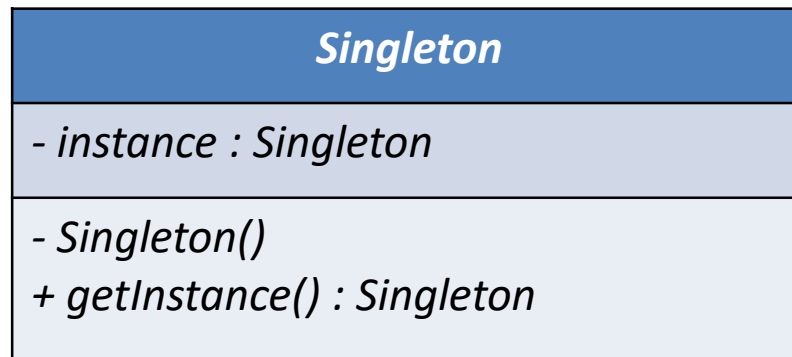 Singleton
- instance : Singleton
- Singleton()
+ getInstance() : Singleton